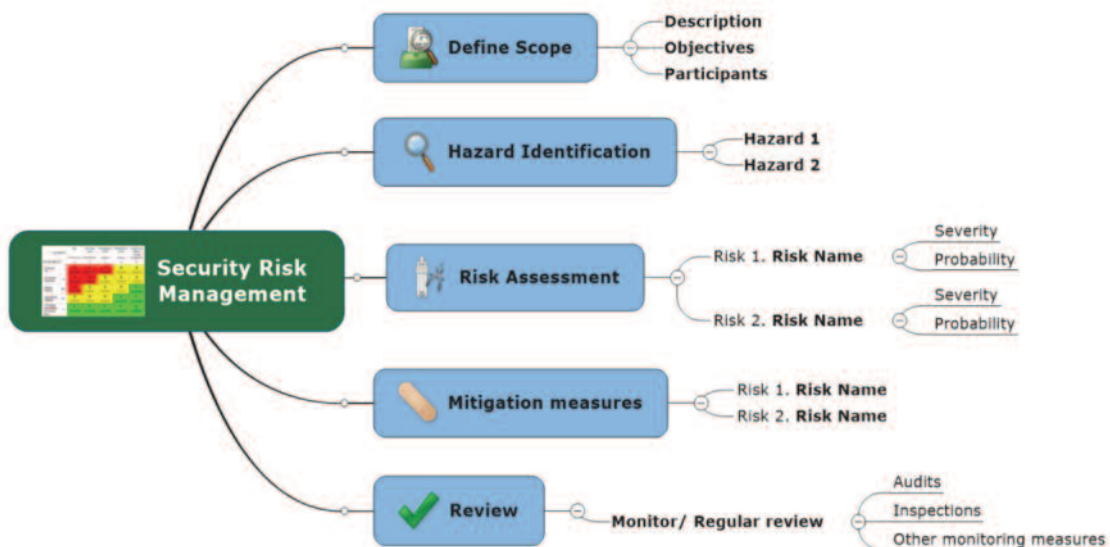 Security Risk
Management
Define Scope
Description
Objectives
Participants
Hazard Identification
Hazard 1
Hazard 2
Risk Assessment
Risk 1. Risk Name
Severity
Probability
Risk 2. Risk Name
Severity
Probability
Mitigation measures
Risk 1. Risk Name
Risk 2. Risk Name
Review
Monitor/ Regular review
Audits
Inspections
Other monitoring measures